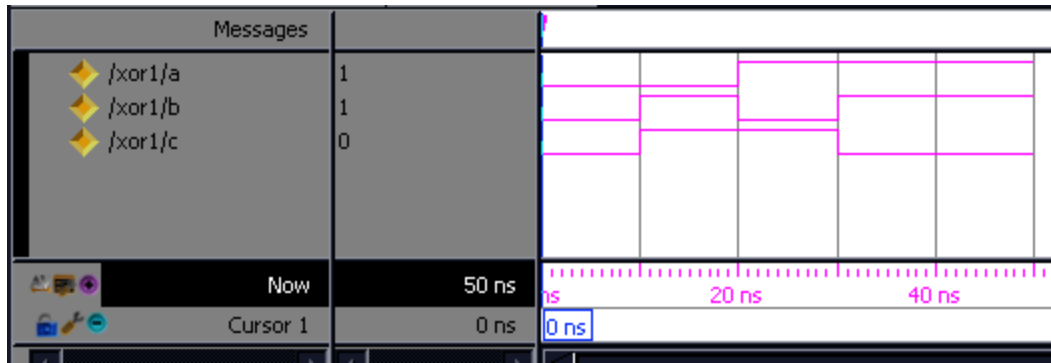 Messages
/xor1/a 1
/xor1/b 1
/xor1/c 0
Now 50 ns
ns 20 ns 40 ns
Cursor 1 0 ns 0 ns